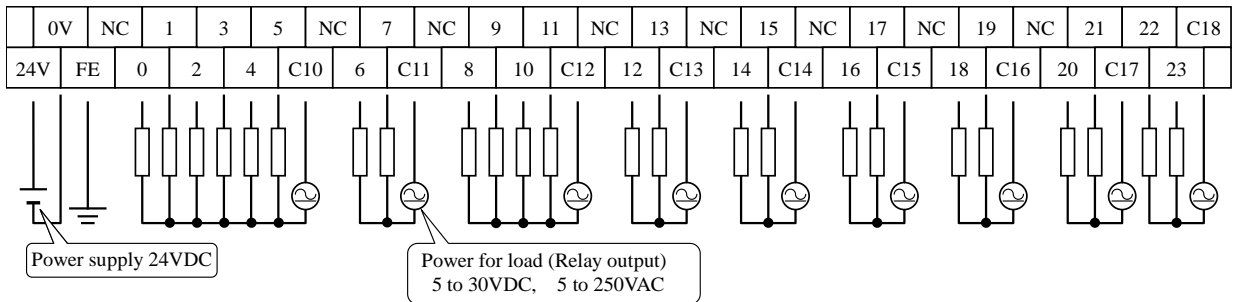 0V NC 1 3 5 NC 7 NC 9 11 NC 13 NC 15 NC 17 NC 19 NC 21 22 C18
24V FE 0 2 4 C10 6 C11 8 10 C12 12 C13 14 C14 16 C15 18 C16 20 C17 23
Power supply 24VDC
Power for load (Relay output)
5 to 30VDC, 5 to 250VAC